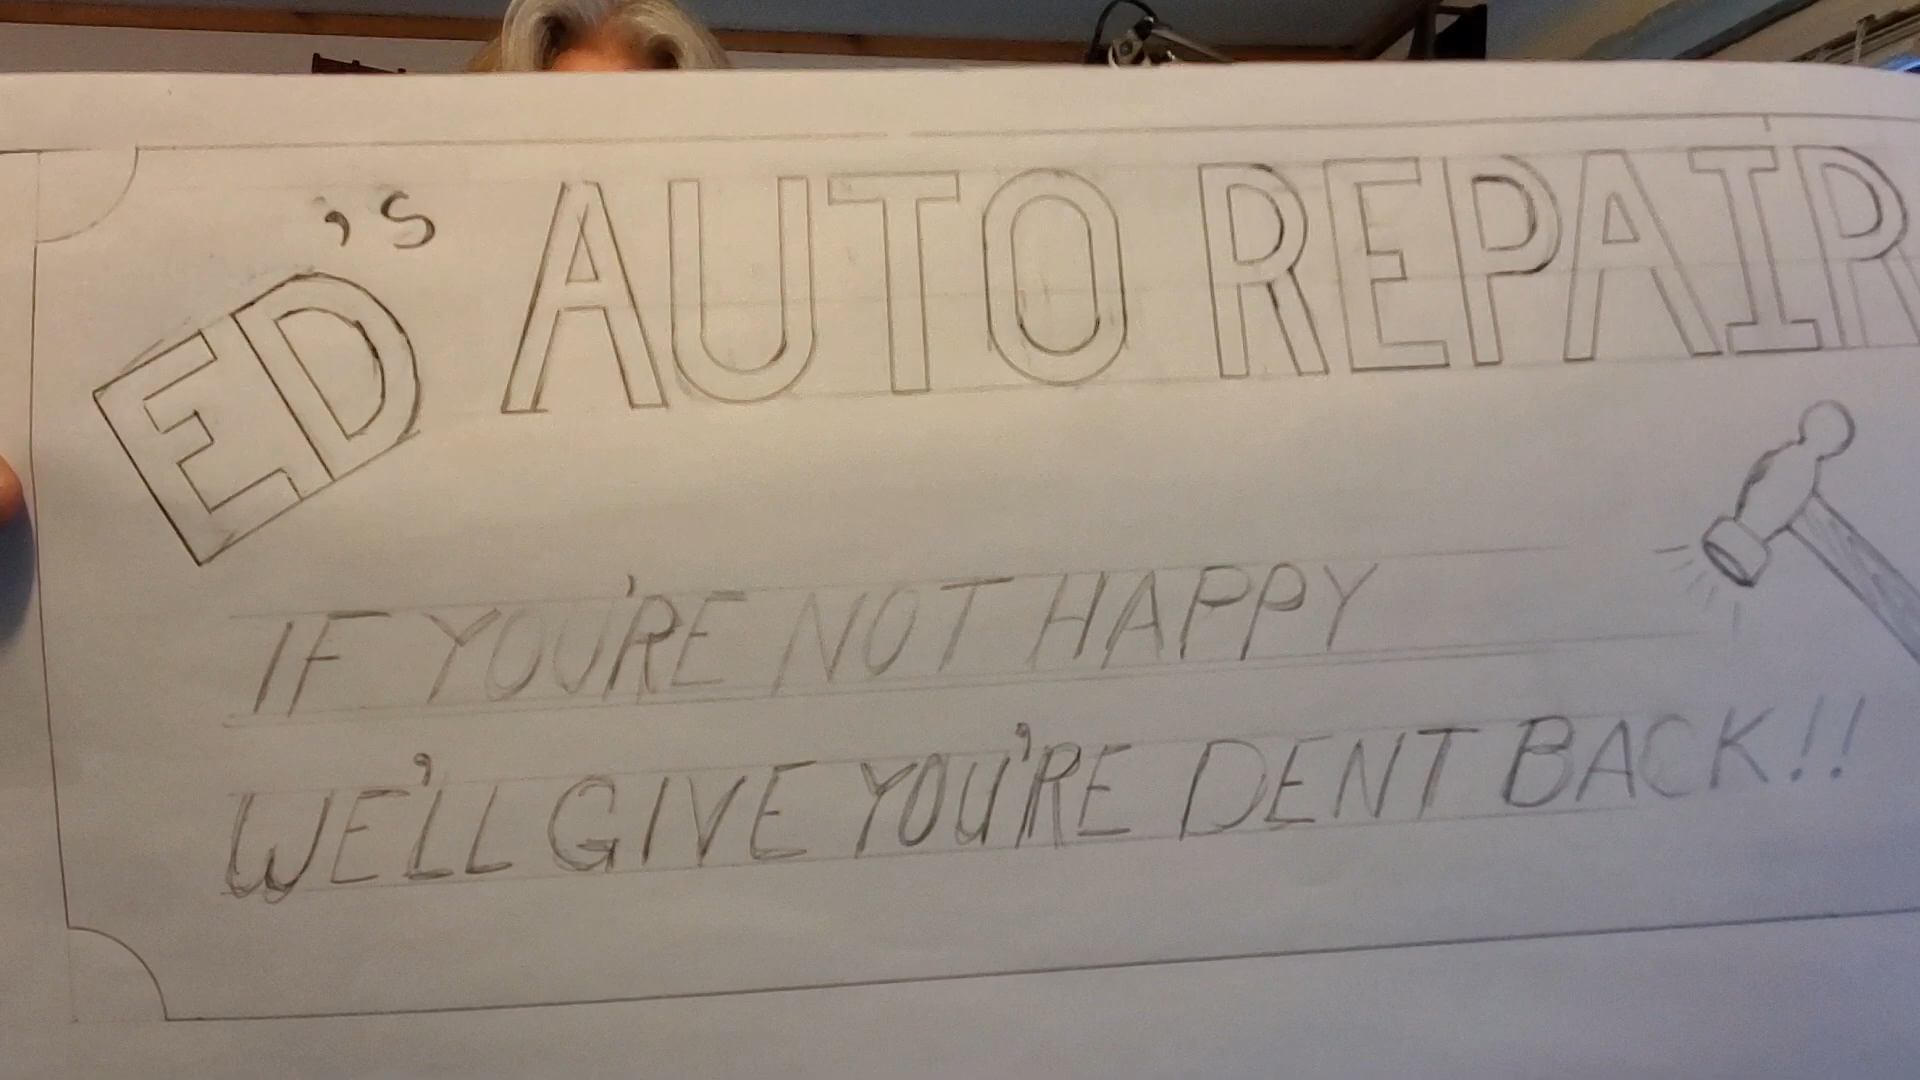 ED's AUTO REPAIR
IF YOU'RE NOT HAPPY
WE'LL GIVE YOU'RE DENT BACK!!